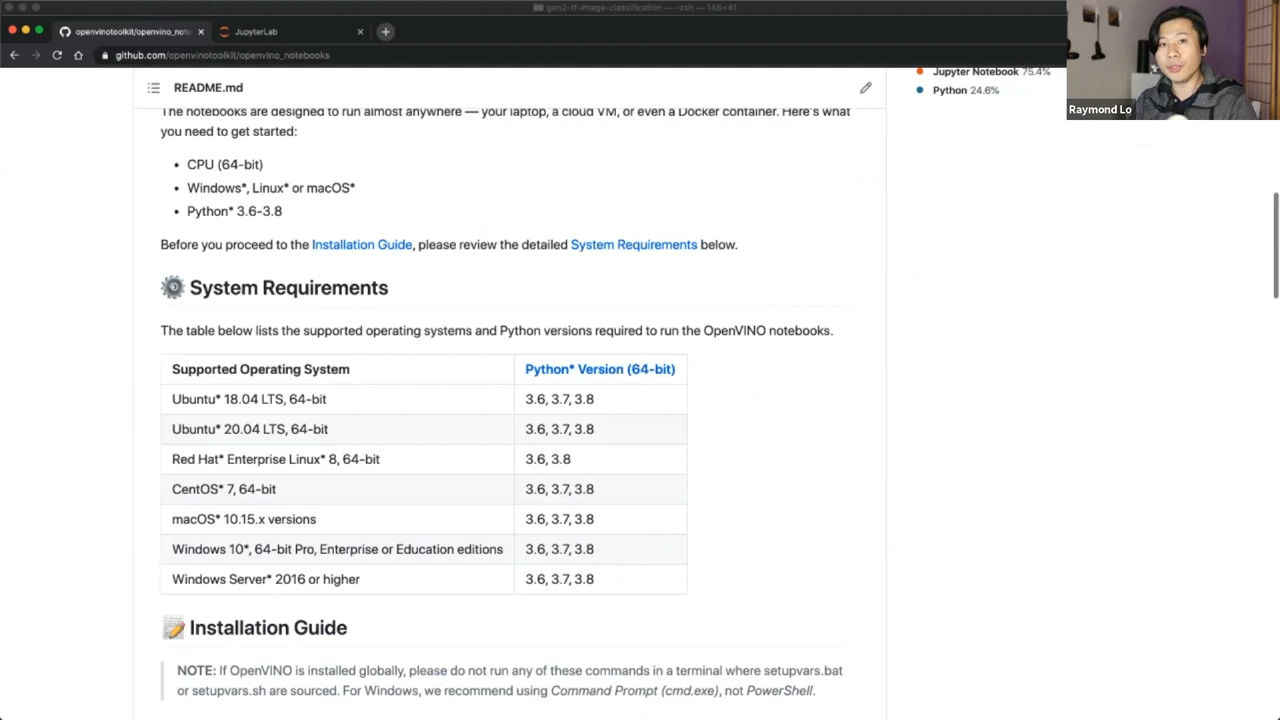 gen2-tf-image-classification — -zsh — 146×41
openvinotoolkit/openvino_note
JupyterLab
github.com/openvinotoolkit/openvino_notebooks
README.md
Jupyter Notebook 75.4%
Python 24.6%
Raymond Lo
The notebooks are designed to run almost anywhere — your laptop, a cloud VM, or even a Docker container. Here's what
you need to get started:
• CPU (64-bit)
• Windows*, Linux* or macOS*
• Python* 3.6-3.8
Before you proceed to the Installation Guide, please review the detailed System Requirements below.
System Requirements
The table below lists the supported operating systems and Python versions required to run the OpenVINO notebooks.
Supported Operating System Python* Version (64-bit)
Ubuntu* 18.04 LTS, 64-bit 3.6, 3.7, 3.8
Ubuntu* 20.04 LTS, 64-bit 3.6, 3.7, 3.8
Red Hat* Enterprise Linux* 8, 64-bit 3.6, 3.8
CentOS* 7, 64-bit 3.6, 3.7, 3.8
macOS* 10.15.x versions 3.6, 3.7, 3.8
Windows 10*, 64-bit Pro, Enterprise or Education editions 3.6, 3.7, 3.8
Windows Server* 2016 or higher 3.6, 3.7, 3.8
Installation Guide
NOTE: If OpenVINO is installed globally, please do not run any of these commands in a terminal where setupvars.bat
or setupvars.sh are sourced. For Windows, we recommend using Command Prompt (cmd.exe), not PowerShell.